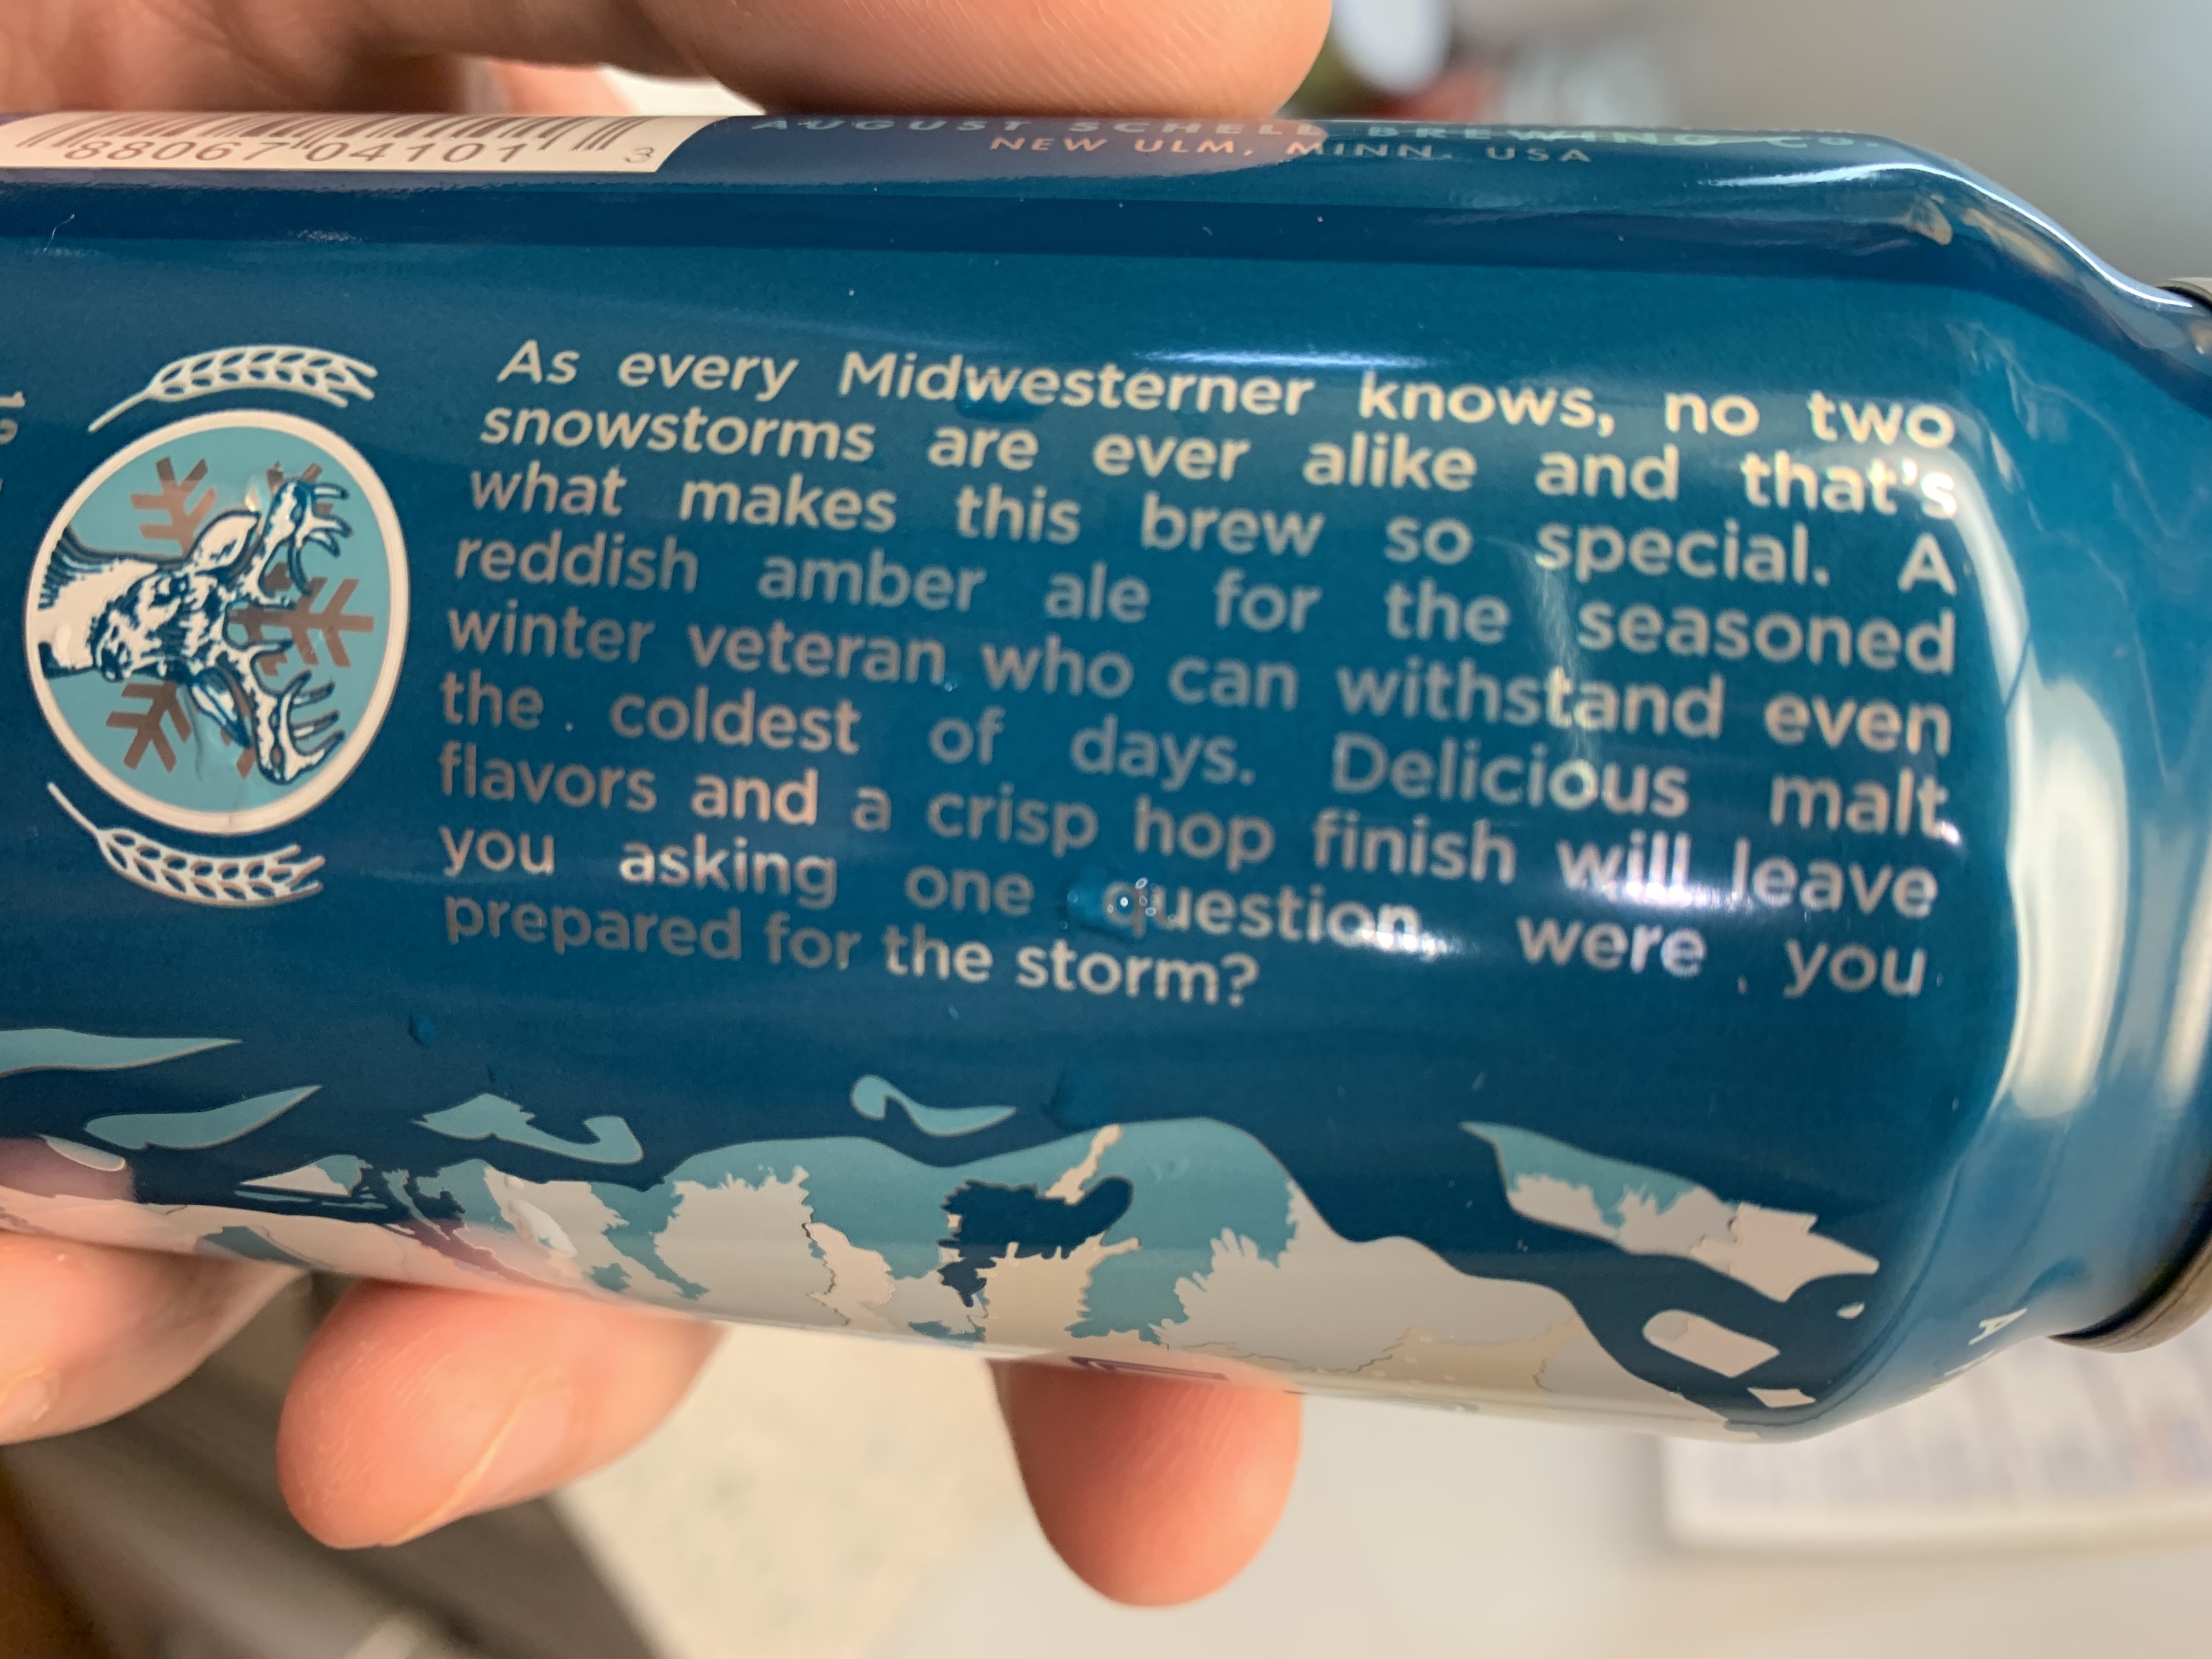 88067 04101 3
AUGUST SCHELL BREWING CO.
NEW ULM, MINN. USA
As every Midwesterner knows, no two
snowstorms are ever alike and that's
what makes this brew so special. A
reddish amber ale for the seasoned
winter veteran who can withstand even
the coldest of days. Delicious malt
flavors and a crisp hop finish will leave
you asking one question, were you
prepared for the storm?